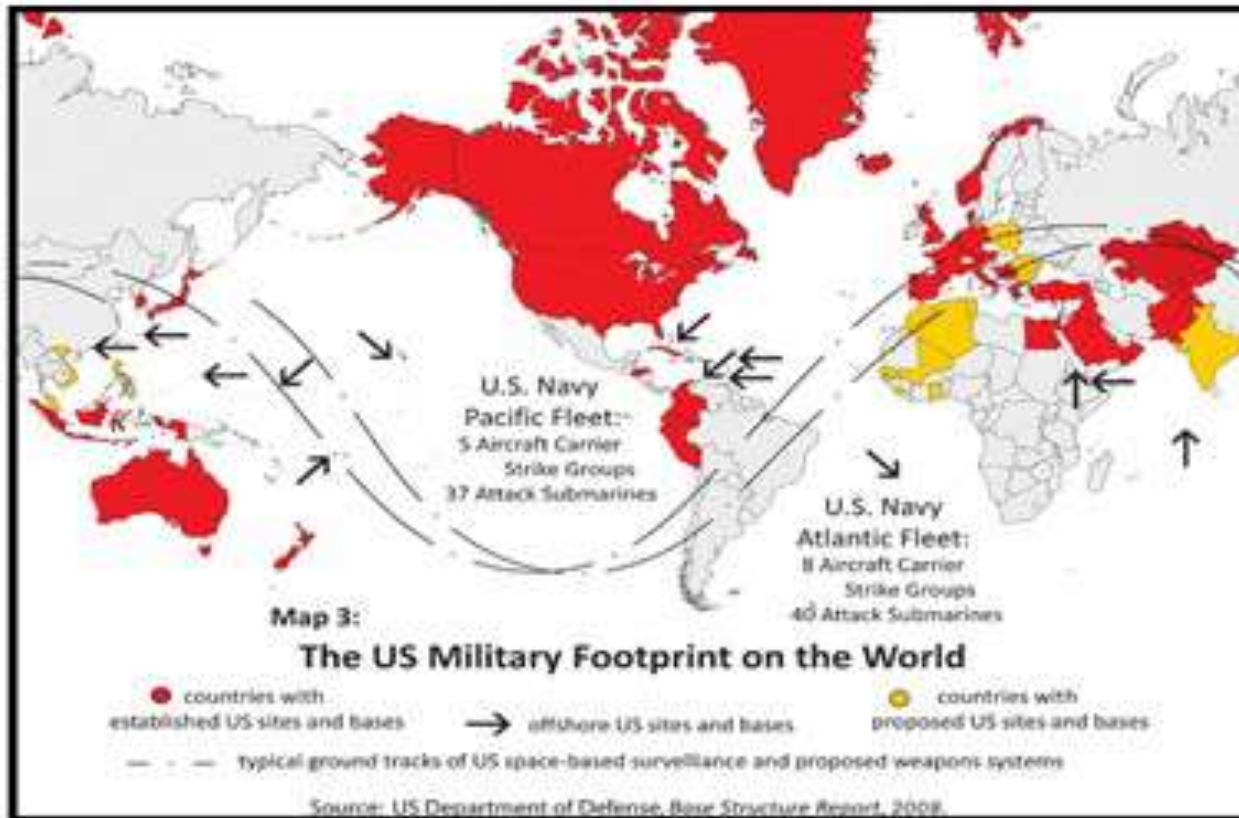 U.S. Navy
Pacific Fleet:
5 Aircraft Carrier
Strike Groups
37 Attack Submarines
U.S. Navy
Atlantic Fleet:
8 Aircraft Carrier
Strike Groups
40 Attack Submarines
Map 3:
The US Military Footprint on the World
countries with
established US sites and bases
offshore US sites and bases
countries with
proposed US sites and bases
typical ground tracks of US space-based surveillance and proposed weapons systems
Source: US Department of Defense, Base Structure Report, 2008.